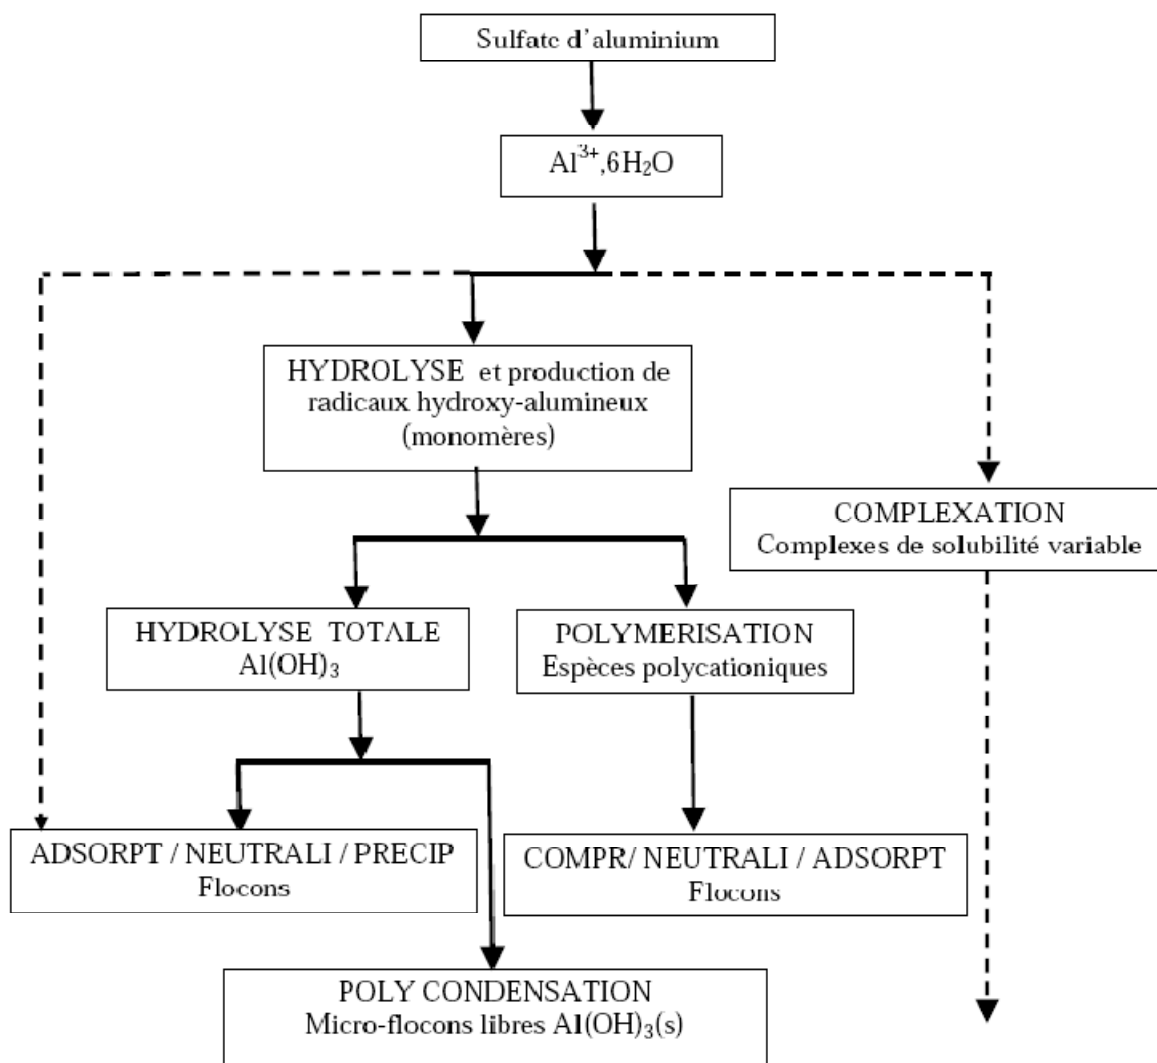 Sulfate d'aluminium
Al³⁺,6H₂O
HYDROLYSE et production de
radicaux hydroxy-alumineux
(monomères)
COMPLEXATION
Complexes de solubilité variable
HYDROLYSE TOTALE
Al(OH)₃
POLYMERISATION
Espèces polycationiques
ADSORPT / NEUTRALI / PRECIP
Flocons
COMPR/ NEUTRALI / ADSORPT
Flocons
POLY CONDENSATION
Micro-flocons libres Al(OH)₃(s)